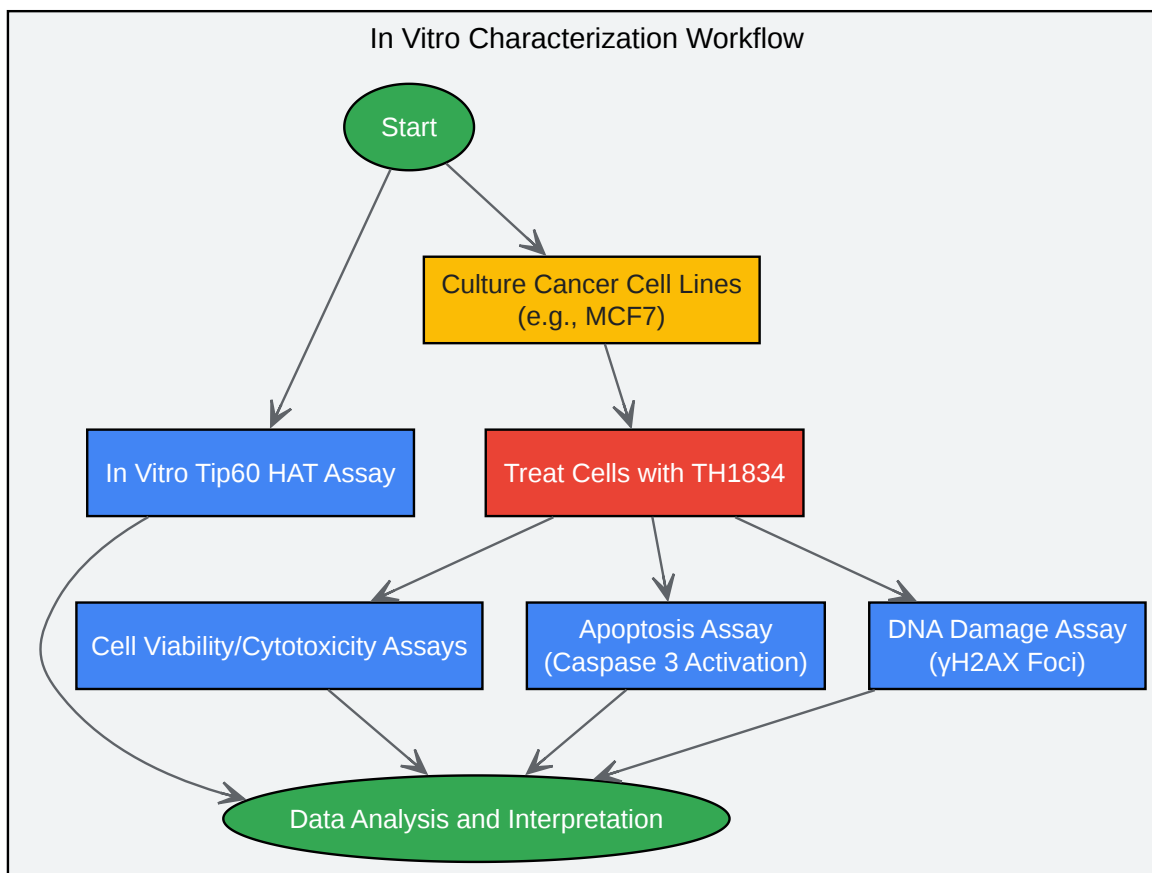 In Vitro Characterization Workflow
Start
Culture Cancer Cell Lines
(e.g., MCF7)
In Vitro Tip60 HAT Assay
Treat Cells with TH1834
Cell Viability/Cytotoxicity Assays
Apoptosis Assay
(Caspase 3 Activation)
DNA Damage Assay
(γH2AX Foci)
Data Analysis and Interpretation